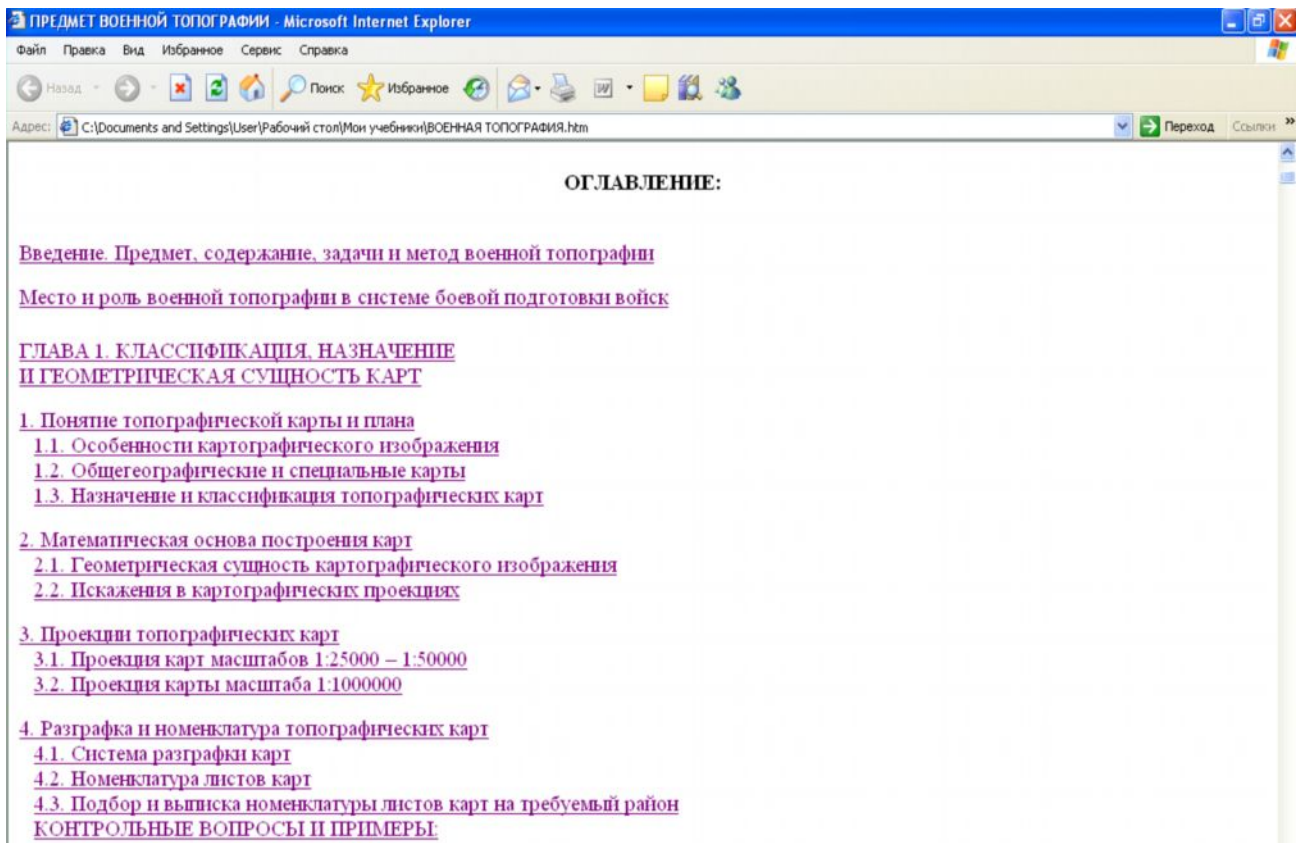 ПРЕДМЕТ ВОЕННОЙ ТОПОГРАФИИ - Microsoft Internet Explorer
Файл Правка Вид Избранное Сервис Справка
Назад Поиск Избранное
Адрес: C:\Documents and Settings\User\Рабочий стол\Мои учебники\ВОЕННАЯ ТОПОГРАФИЯ.htm Переход Ссылки »
ОГЛАВЛЕНИЕ:
Введение. Предмет, содержание, задачи и метод военной топографии
Место и роль военной топографии в системе боевой подготовки войск
ГЛАВА 1. КЛАССИФИКАЦИЯ, НАЗНАЧЕНИЕ
И ГЕОМЕТРИЧЕСКАЯ СУЩНОСТЬ КАРТ
1. Понятие топографической карты и плана
1.1. Особенности картографического изображения
1.2. Общегеографические и специальные карты
1.3. Назначение и классификация топографических карт
2. Математическая основа построения карт
2.1. Геометрическая сущность картографического изображения
2.2. Искажения в картографических проекциях
3. Проекции топографических карт
3.1. Проекция карт масштабов 1:25000 – 1:50000
3.2. Проекция карты масштаба 1:1000000
4. Разграфка и номенклатура топографических карт
4.1. Система разграфки карт
4.2. Номенклатура листов карт
4.3. Подбор и выписка номенклатуры листов карт на требуемый район
КОНТРОЛЬНЫЕ ВОПРОСЫ И ПРИМЕРЫ: